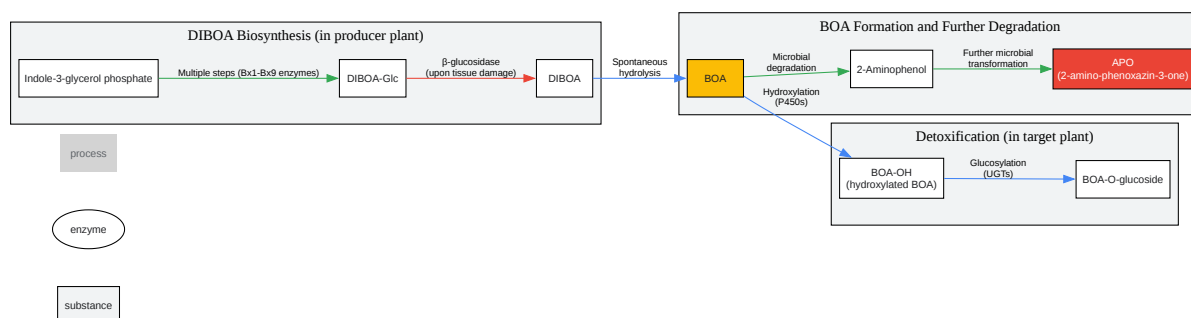 DIBOA Biosynthesis (in producer plant)
Indole-3-glycerol phosphate
Multiple steps (Bx1-Bx9 enzymes)
DIBOA-Glc
β-glucosidase
(upon tissue damage)
DIBOA
Spontaneous
hydrolysis
BOA Formation and Further Degradation
BOA
Microbial
degradation
2-Aminophenol
Further microbial
transformation
APO
(2-amino-phenoxazin-3-one)
Hydroxylation
(P450s)
Detoxification (in target plant)
BOA-OH
(hydroxylated BOA)
Glucosylation
(UGTs)
BOA-O-glucoside
process
enzyme
substance